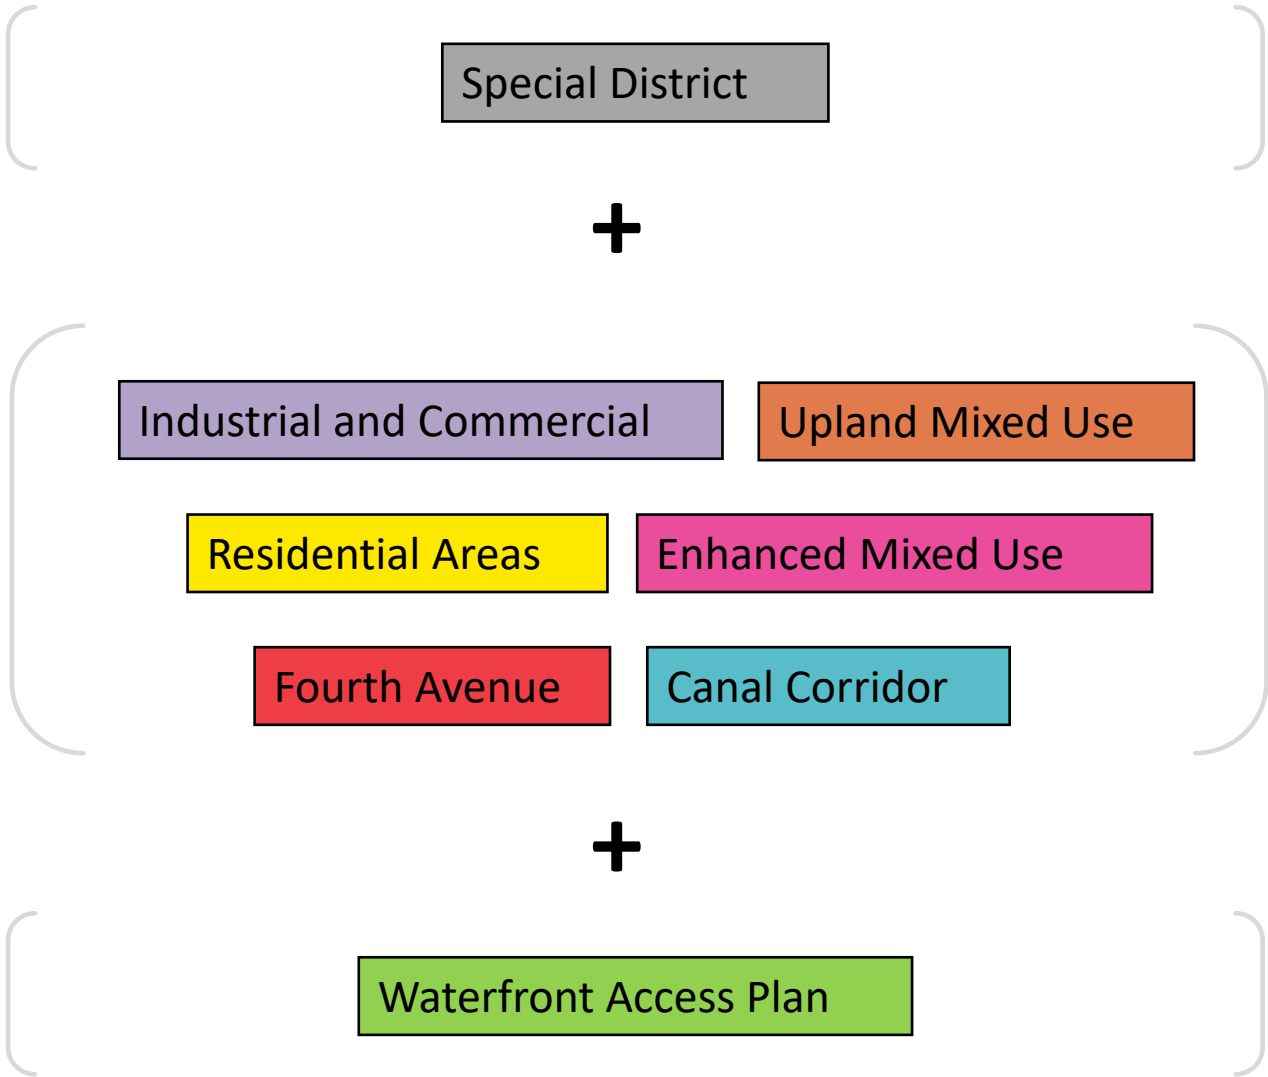 Special District
+
Industrial and Commercial
Upland Mixed Use
Residential Areas
Enhanced Mixed Use
Fourth Avenue
Canal Corridor
+
Waterfront Access Plan